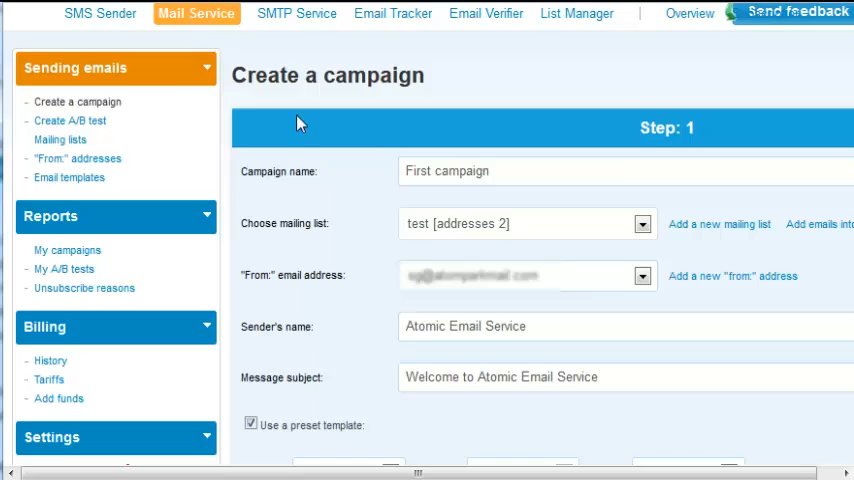 SMS Sender Mail Service SMTP Service Email Tracker Email Verifier List Manager | Overview Send feedback
Sending emails
- Create a campaign
- Create A/B test
Mailing lists
- "From:" addresses
- Email templates
Reports
- My campaigns
- My A/B tests
- Unsubscribe reasons
Billing
- History
- Tariffs
- Add funds
Settings
Create a campaign
Step: 1
Campaign name: First campaign
Choose mailing list: test [addresses 2] Add a new mailing list Add emails into
"From:" email address: Add a new "from:" address
Sender's name: Atomic Email Service
Message subject: Welcome to Atomic Email Service
Use a preset template: